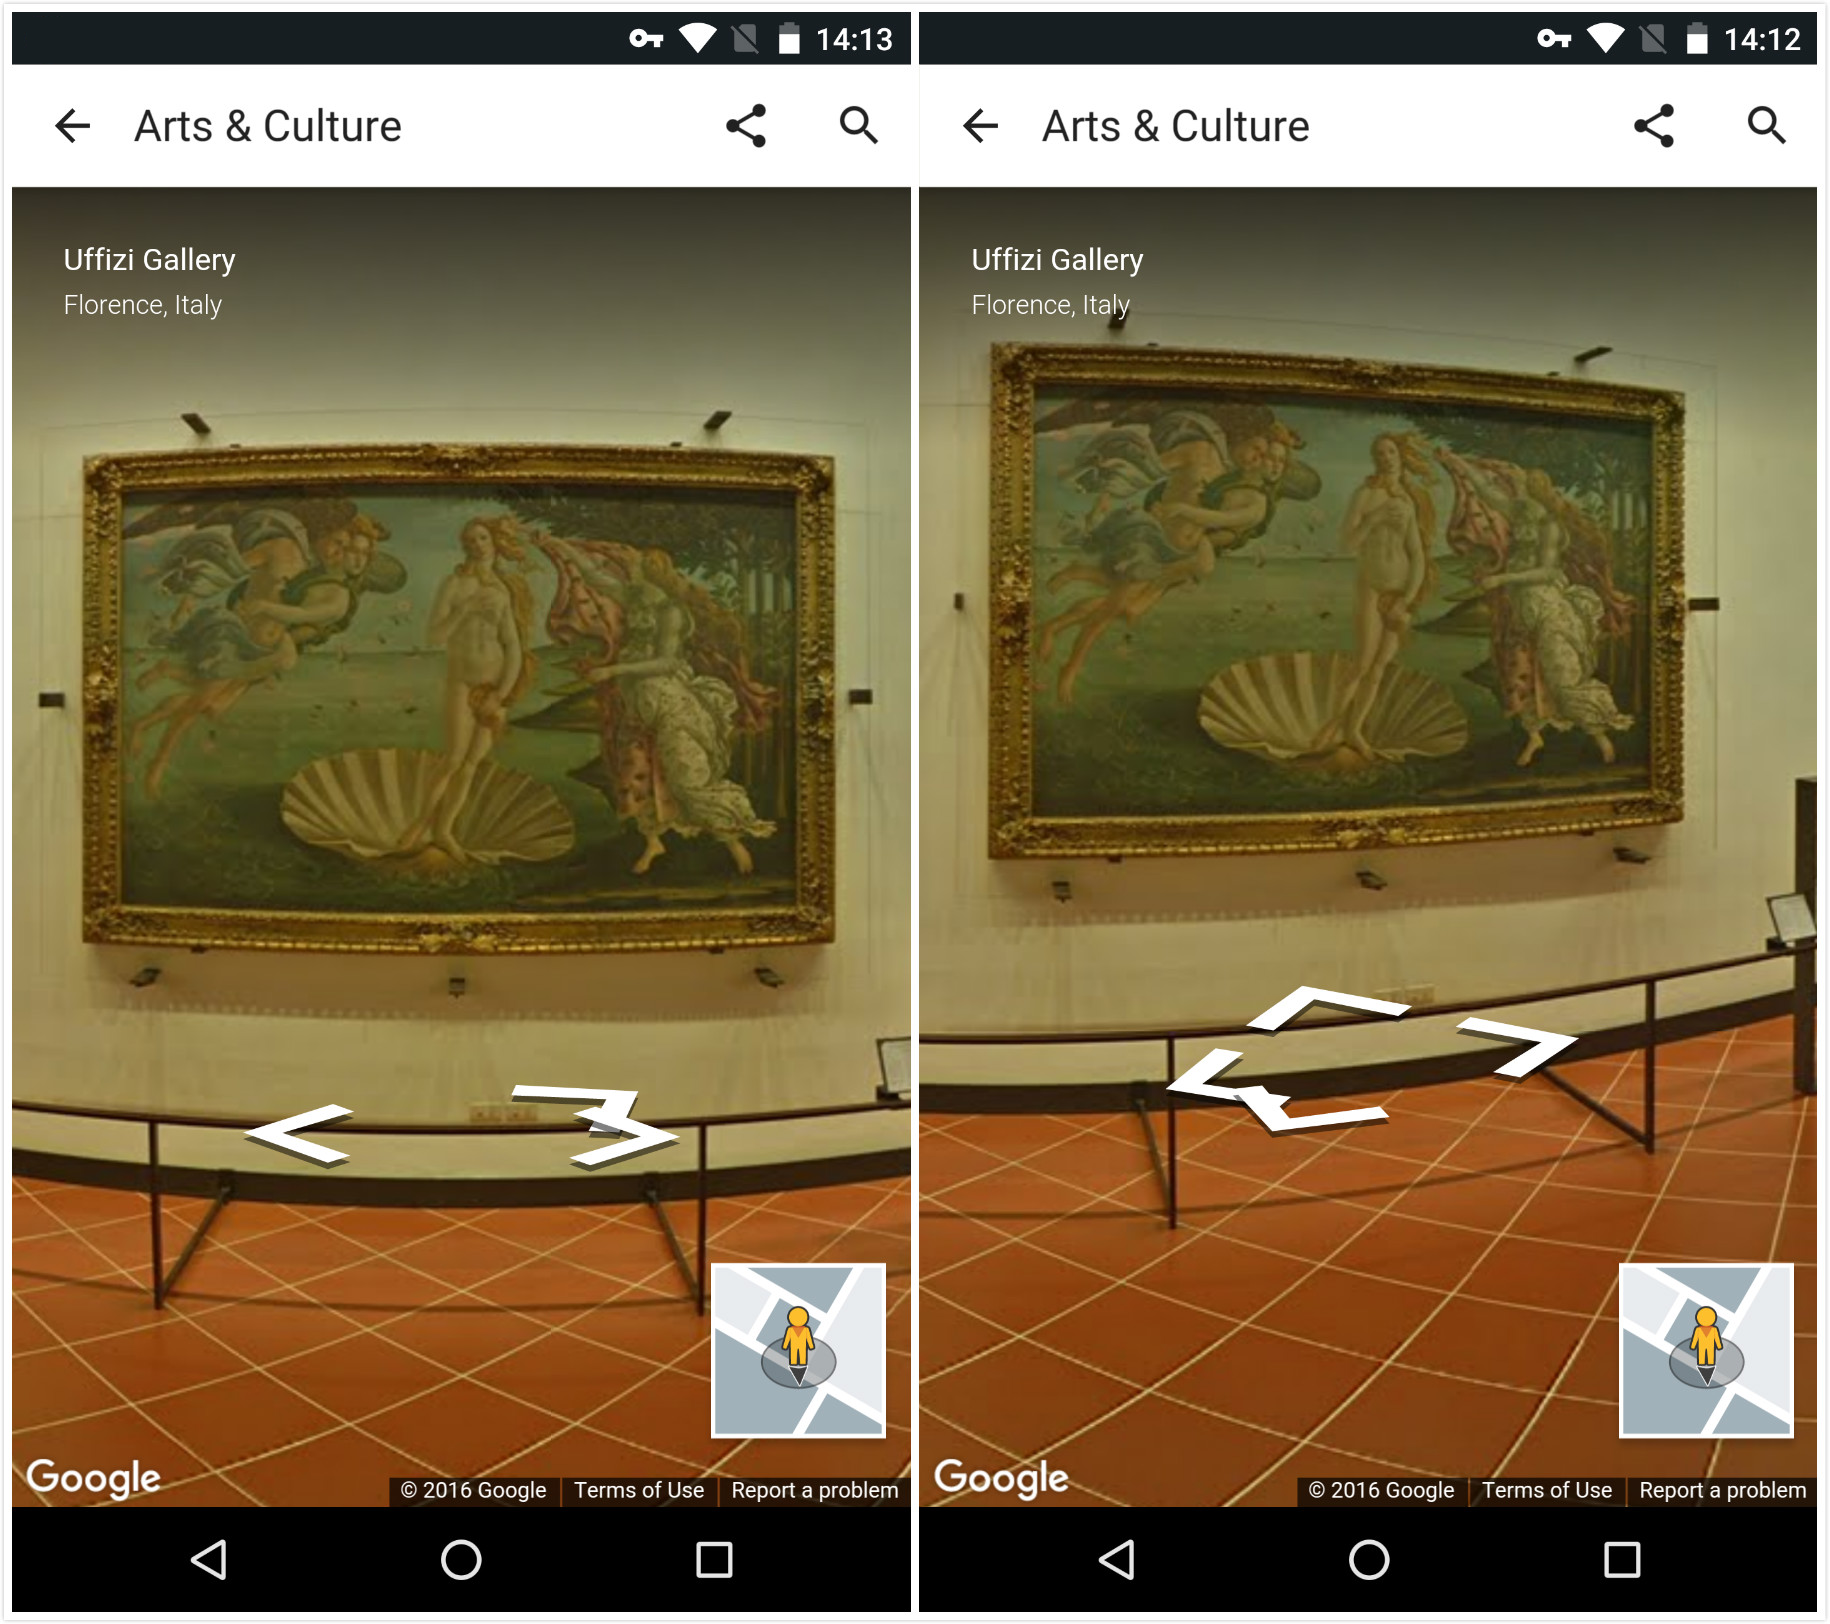 14:13
Arts & Culture
Uffizi Gallery
Florence, Italy
Google
© 2016 Google
Terms of Use
Report a problem
14:12
Arts & Culture
Uffizi Gallery
Florence, Italy
Google
© 2016 Google
Terms of Use
Report a problem